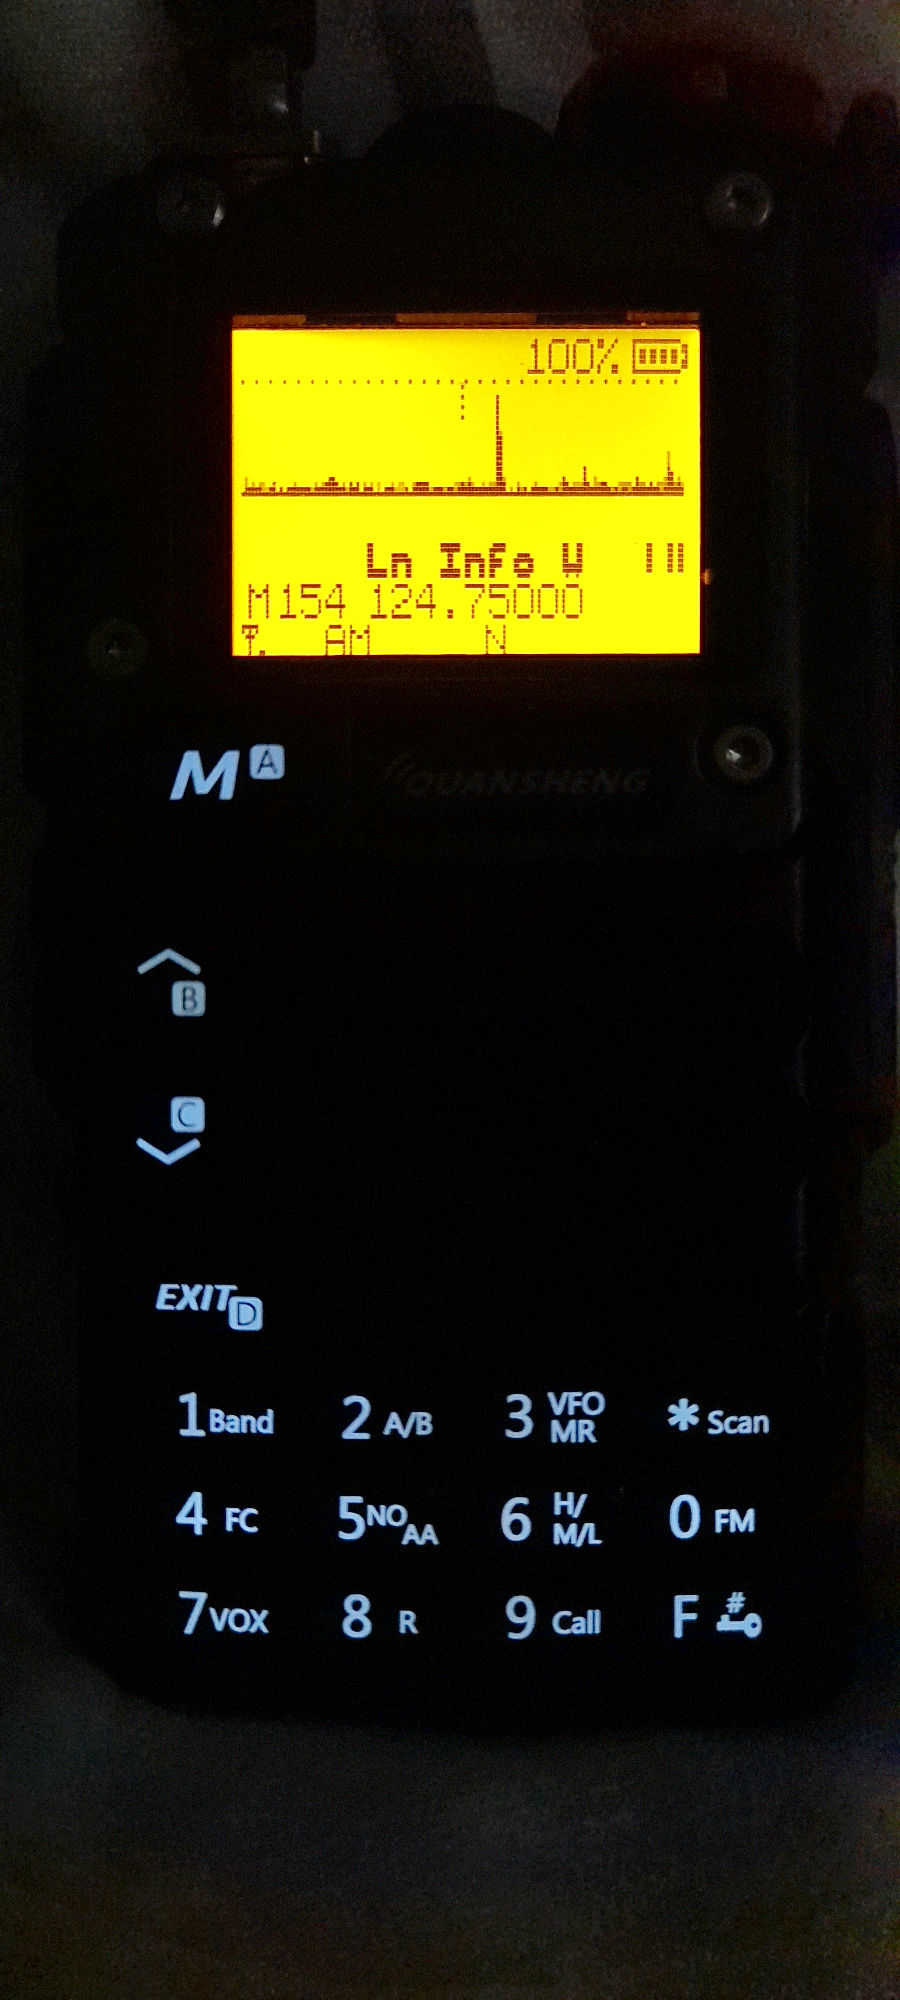 100%
Ln Info W I II
M154 124.75000
AM N
M A
QUANSHENG
B
C
EXIT D
1 Band 2 A/B 3 VFO MR * Scan
4 FC 5 NO AA 6 H/M/L 0 FM
7 VOX 8 R 9 Call F #